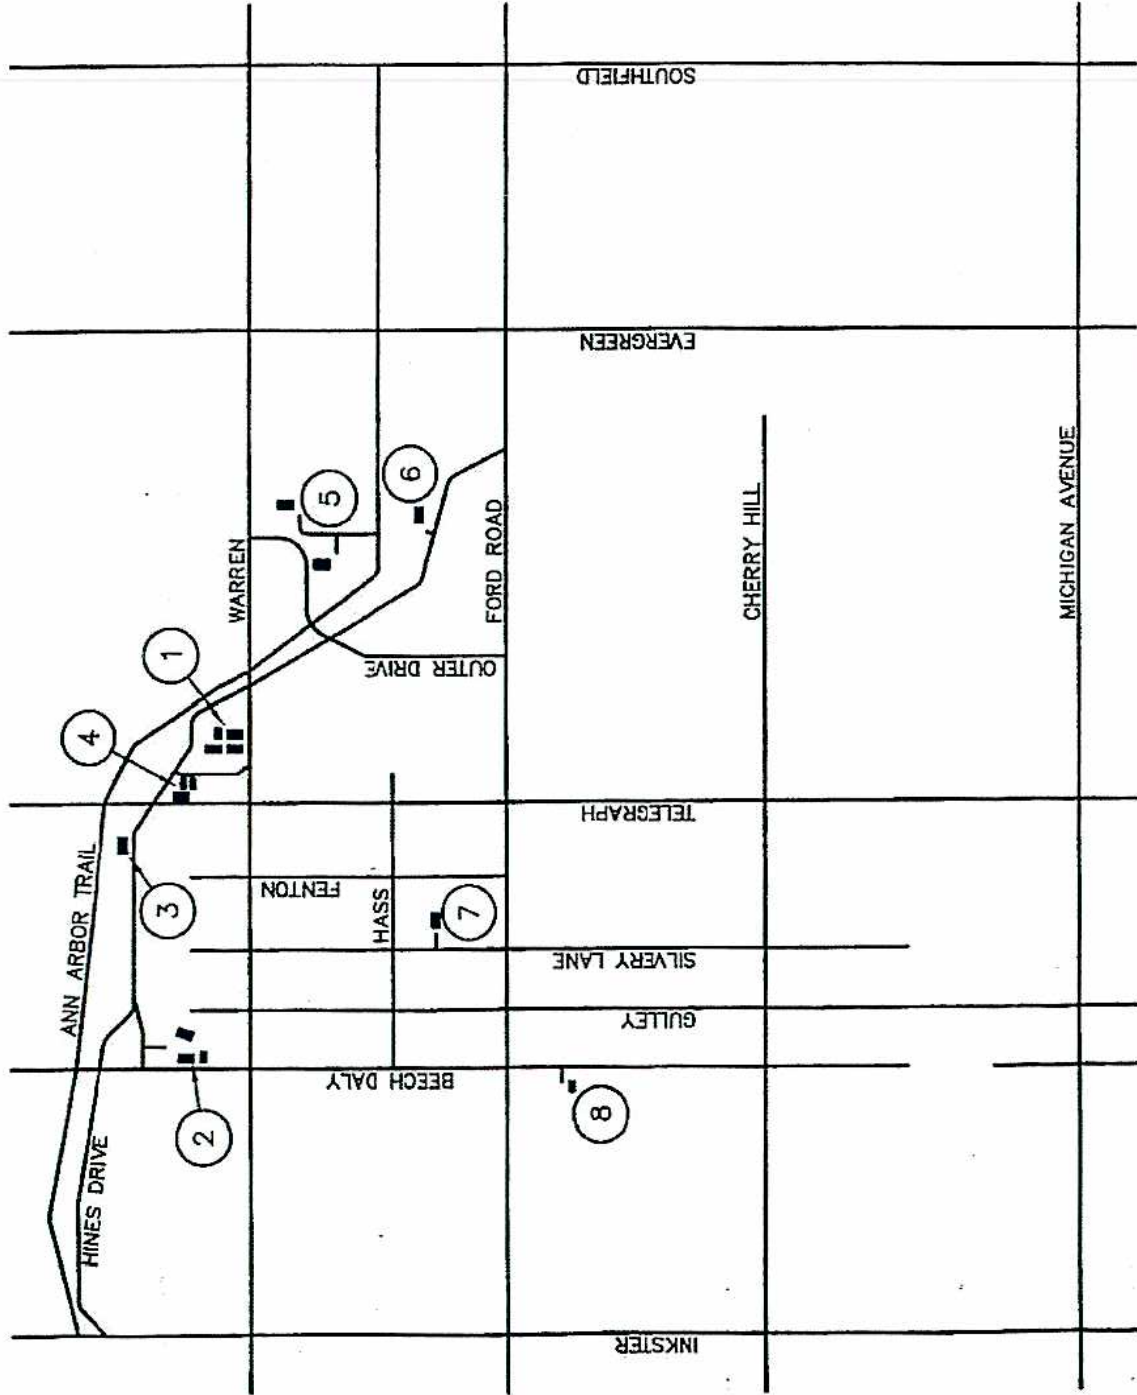 ANN ARBOR TRAIL
HINES DRIVE
WARREN
HASS
FORD ROAD
CHERRY HILL
MICHIGAN AVENUE
INKSTER
BEECH DALY
GULLEY
SILVERY LANE
FENTON
TELEGRAPH
OUTER DRIVE
EVERGREEN
SOUTHFIELD
1
2
3
4
5
6
7
8